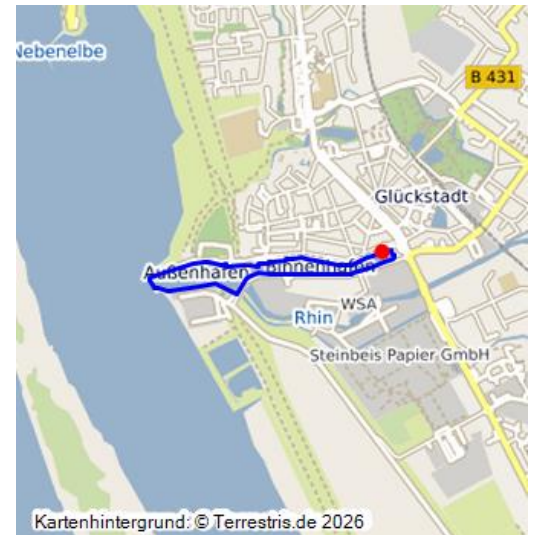 Nebenelbe
B 431
Glückstadt
Außenhafen
Binnenhafen
WSA
Rhin
Steinbeis Papier GmbH
Kartenhintergrund: © Terrestris.de 2026